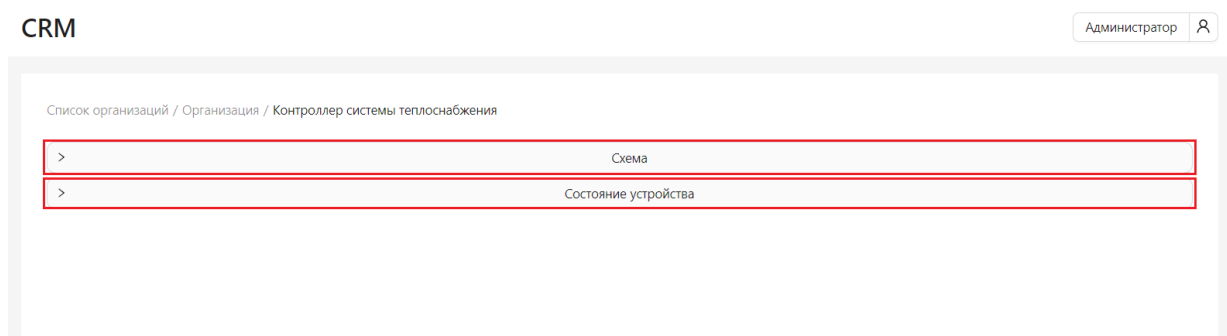 CRM
Администратор
Список организаций / Организация / Контроллер системы теплоснабжения
Схема
Состояние устройства